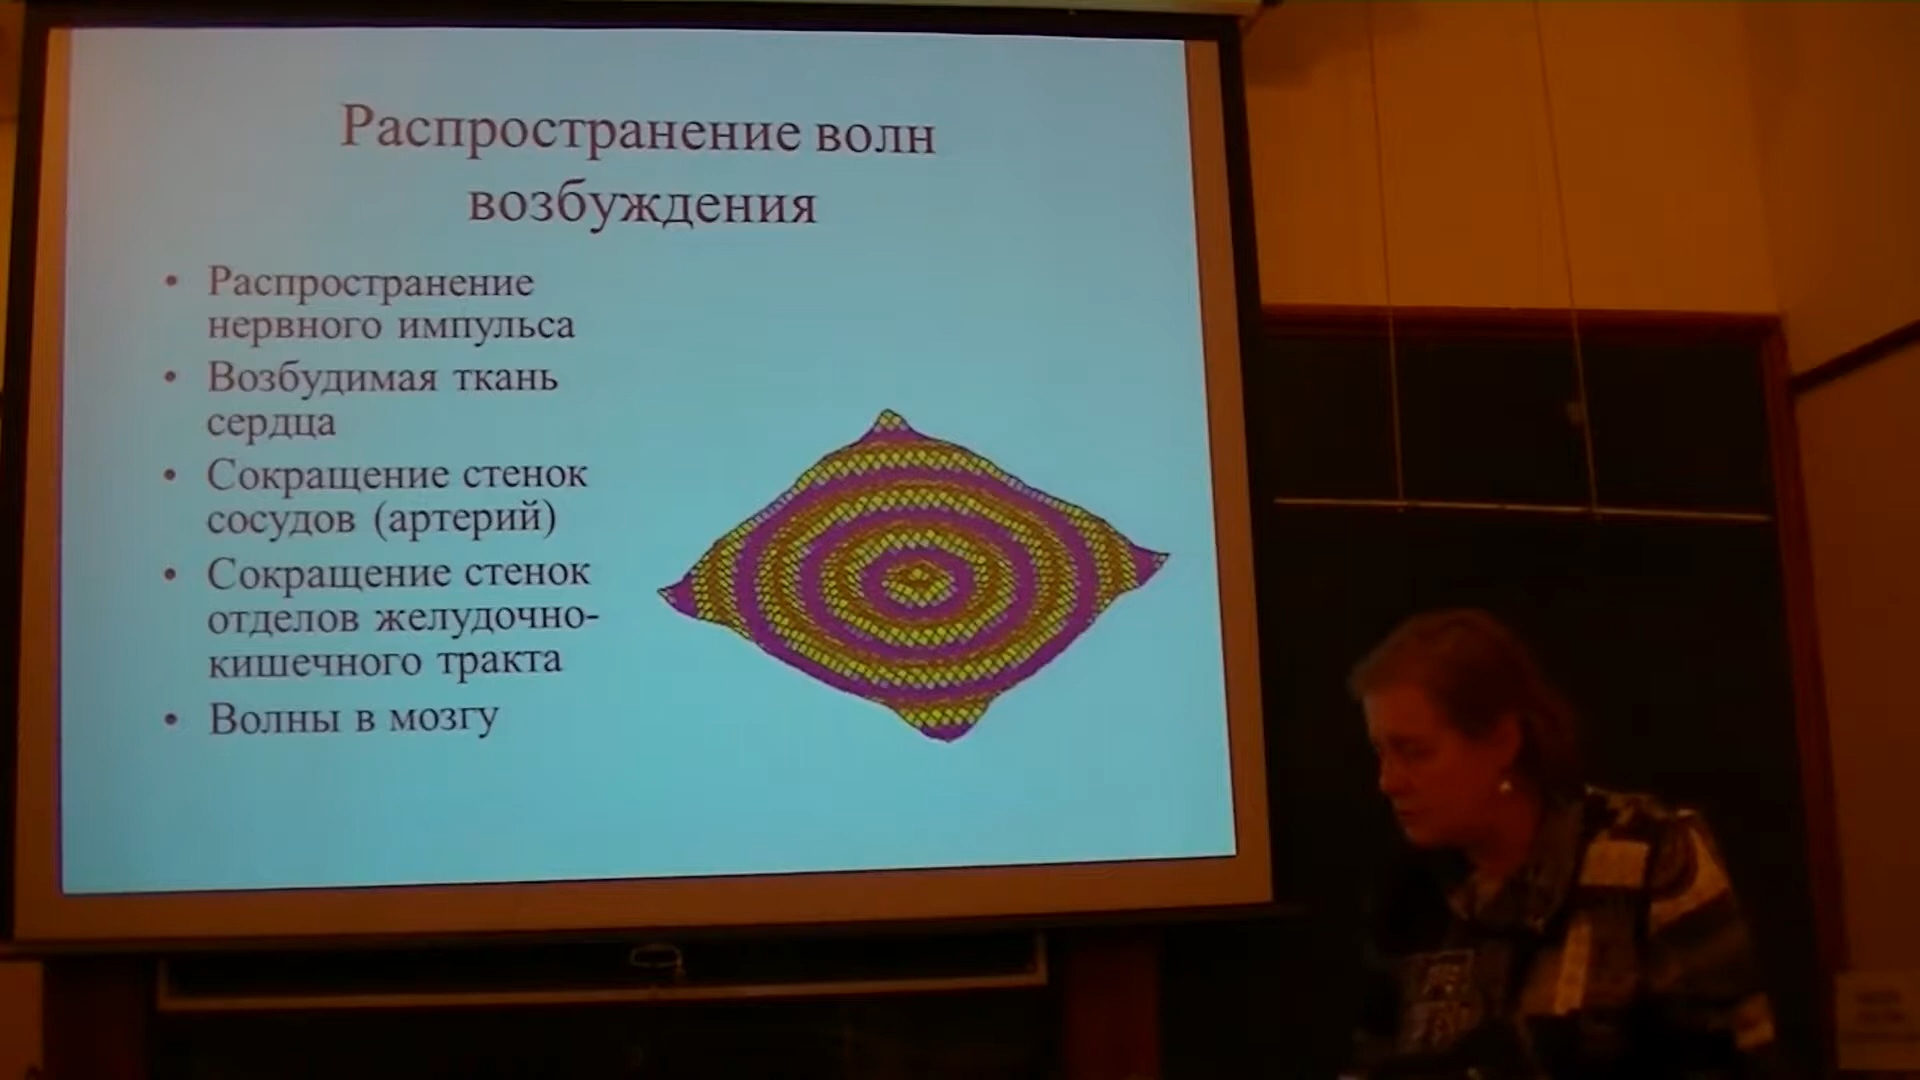 Распространение волн
возбуждения
• Распространение
нервного импульса
• Возбудимая ткань
сердца
• Сокращение стенок
сосудов (артерий)
• Сокращение стенок
отделов желудочно-
кишечного тракта
• Волны в мозгу